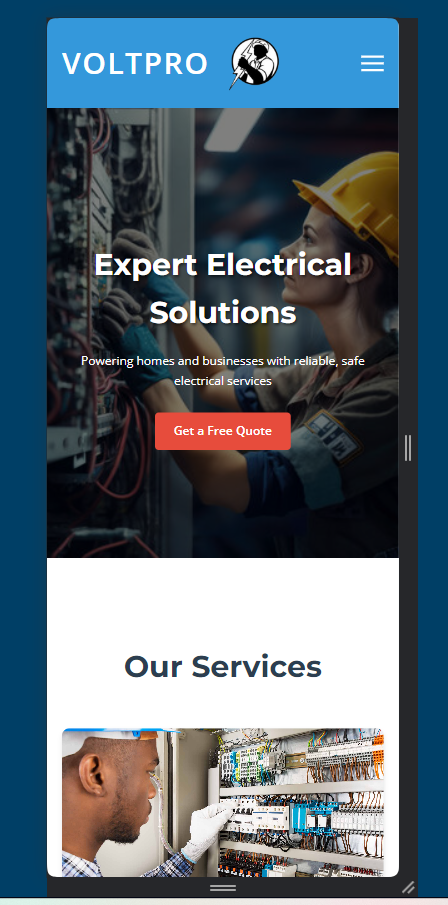 VOLTPRO
Expert Electrical
Solutions
Powering homes and businesses with reliable, safe
electrical services
Get a Free Quote
Our Services